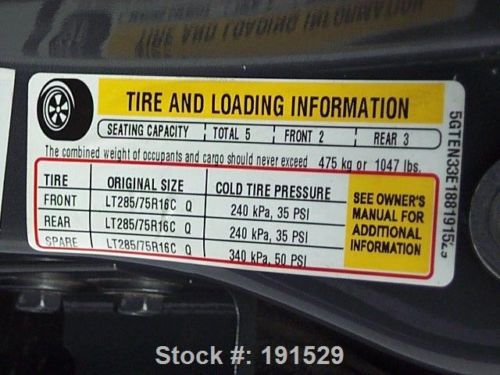 TIRE AND LOADING INFORMATION
SEATING CAPACITY TOTAL 5 FRONT 2 REAR 3
The combined weight of occupants and cargo should never exceed 475 kg or 1047 lbs.
TIRE ORIGINAL SIZE COLD TIRE PRESSURE
FRONT LT285/75R16C Q 240 kPa, 35 PSI
REAR LT285/75R16C Q 240 kPa, 35 PSI
SPARE LT285/75R16C Q 340 kPa, 50 PSI
SEE OWNER'S
MANUAL FOR
ADDITIONAL
INFORMATION
Stock #: 191529